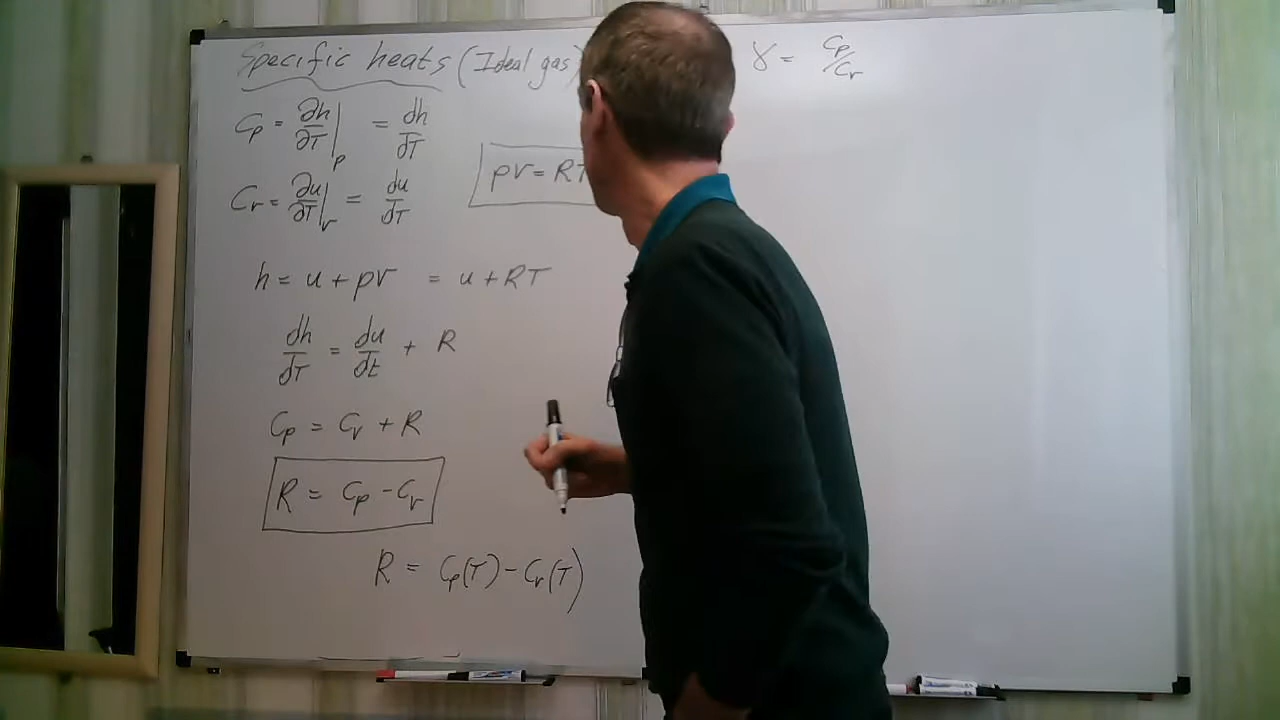 Specific heats (Ideal gas)
Cp = ∂h/∂T|p = dh/dT
Cv = ∂u/∂T|v = du/dT
pv = RT
h = u + pv = u + RT
dh/dT = du/dt + R
Cp = Cv + R
R = Cp - Cv
R = Cp(T) - Cv(T)
γ = Cp/Cv